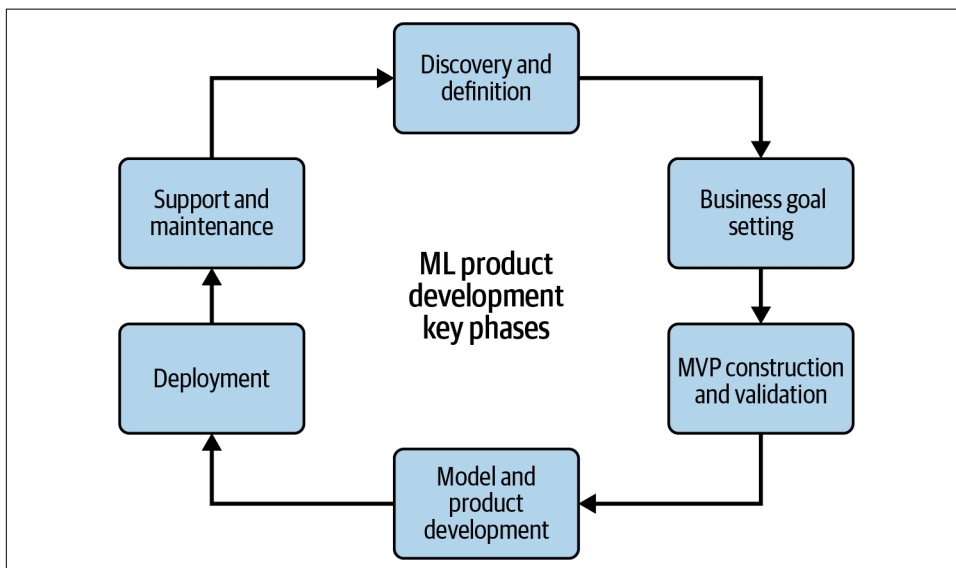 Discovery and
definition
Business goal
setting
MVP construction
and validation
Model and
product
development
Deployment
Support and
maintenance
ML product
development
key phases